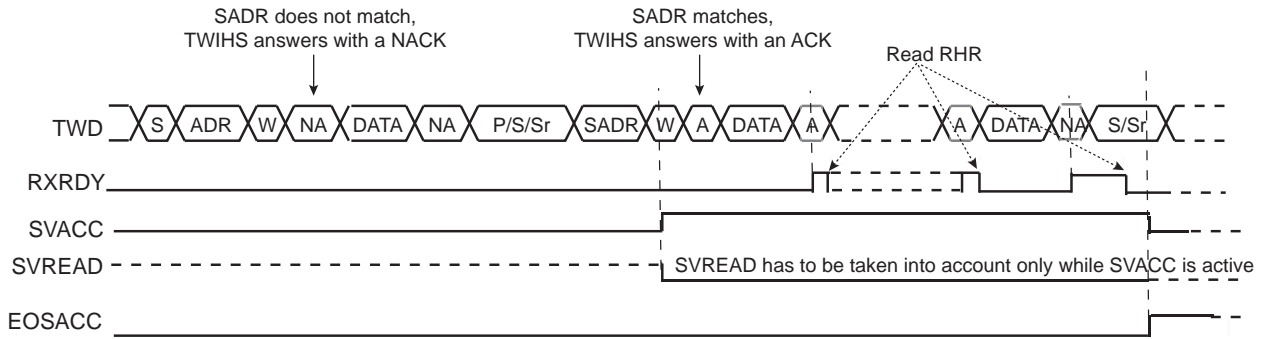 SADR does not match,
TWIHS answers with a NACK
SADR matches,
TWIHS answers with an ACK
Read RHR
TWD S ADR W NA DATA NA P/S/Sr SADR W A DATA A A DATA NA S/Sr
RXRDY
SVACC
SVREAD SVREAD has to be taken into account only while SVACC is active
EOSACC